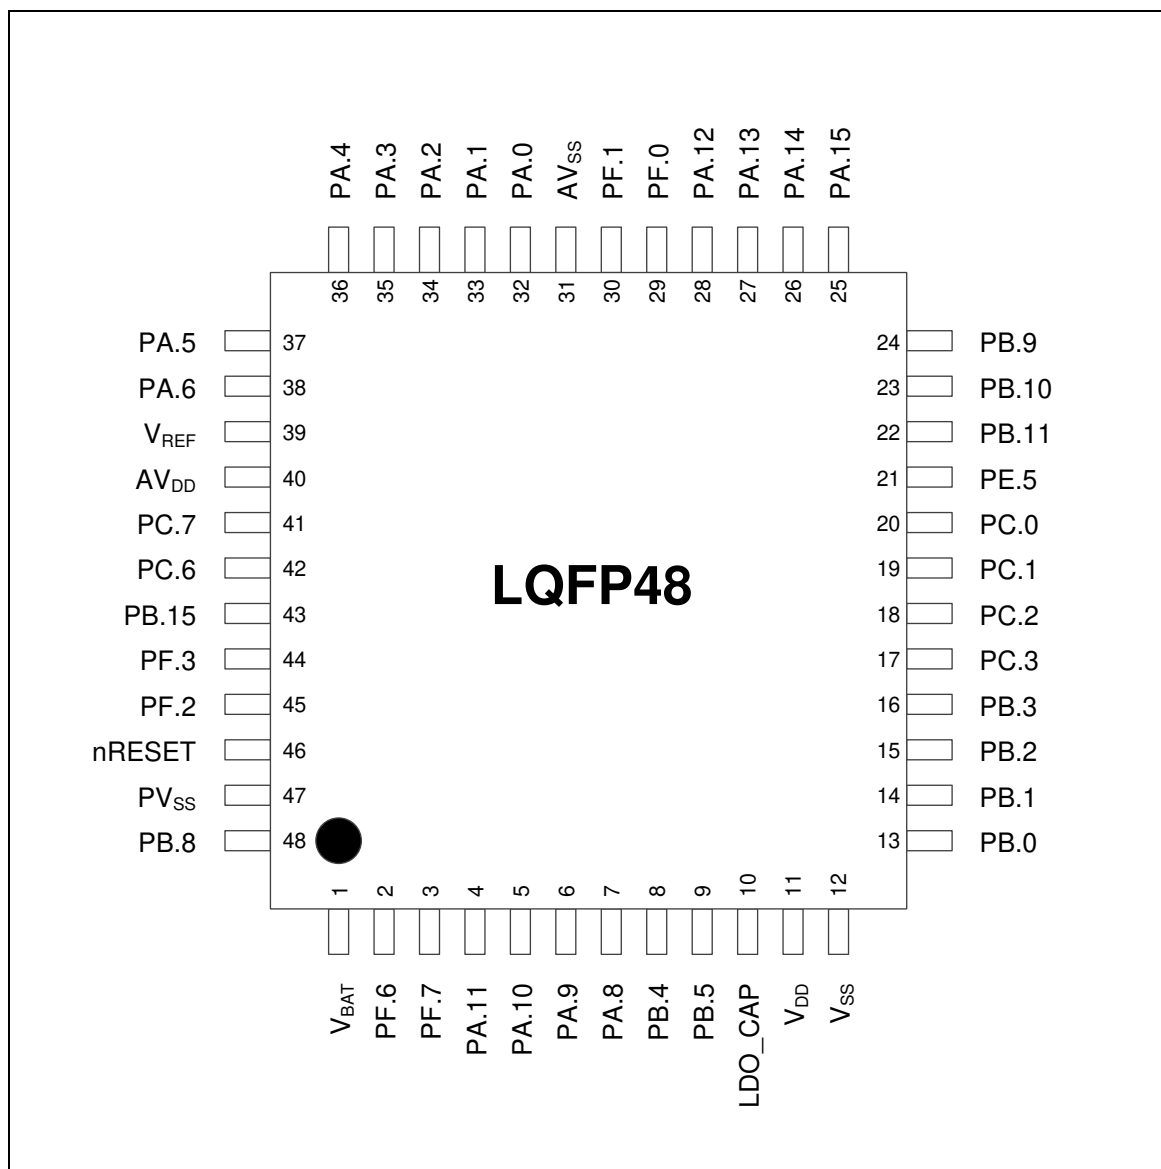 PA.4 PA.3 PA.2 PA.1 PA.0 AVSS PF.1 PF.0 PA.12 PA.13 PA.14 PA.15
36 35 34 33 32 31 30 29 28 27 26 25
PA.5 37 24 PB.9
PA.6 38 23 PB.10
VREF 39 22 PB.11
AVDD 40 21 PE.5
PC.7 41 20 PC.0
PC.6 42 19 PC.1
LQFP48
PB.15 43 18 PC.2
PF.3 44 17 PC.3
PF.2 45 16 PB.3
nRESET 46 15 PB.2
PVSS 47 14 PB.1
PB.8 48 13 PB.0
1 2 3 4 5 6 7 8 9 10 11 12
VBAT PF.6 PF.7 PA.11 PA.10 PA.9 PA.8 PB.4 PB.5 LDO_CAP VDD VSS